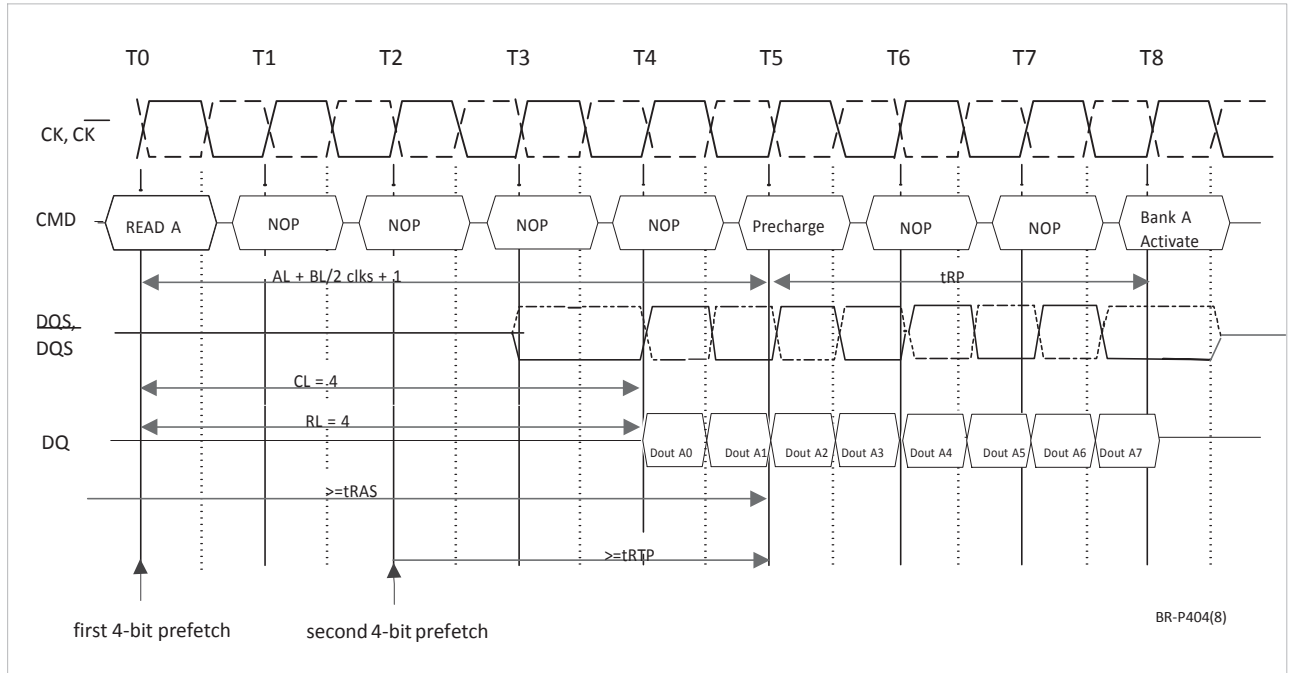 T0 T1 T2 T3 T4 T5 T6 T7 T8
CK, CK
CMD READ A NOP NOP NOP NOP Precharge NOP NOP Bank A
Activate
AL + BL/2 clks + 1 tRP
DQS,
DQS
CL = 4
RL = 4
DQ Dout A0 Dout A1 Dout A2 Dout A3 Dout A4 Dout A5 Dout A6 Dout A7
>=tRAS
>=tRTP
first 4-bit prefetch second 4-bit prefetch
BR-P404(8)